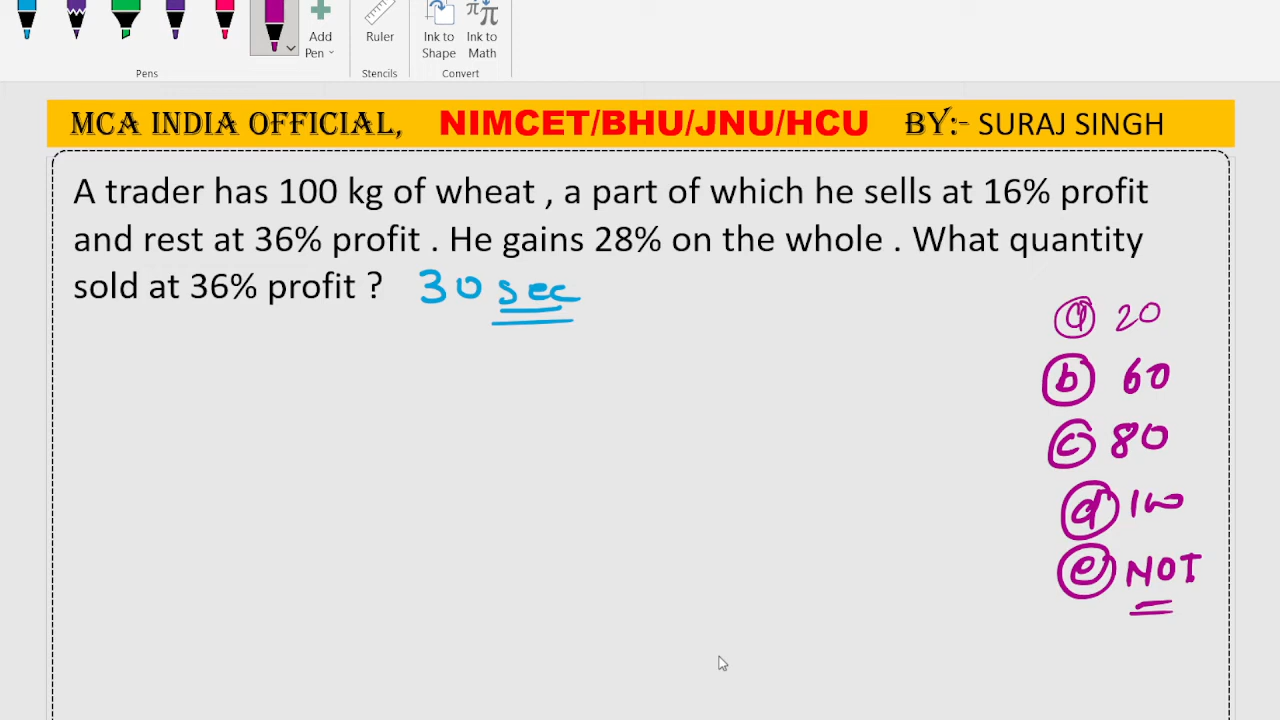 Add
Pen
Ruler
Ink to
Shape
Ink to
Math
Pens
Stencils
Convert
MCA INDIA OFFICIAL, NIMCET/BHU/JNU/HCU BY:- SURAJ SINGH
A trader has 100 kg of wheat , a part of which he sells at 16% profit
and rest at 36% profit . He gains 28% on the whole . What quantity
sold at 36% profit ? 30 sec
a 20
b 60
c 80
d 100
e NOT